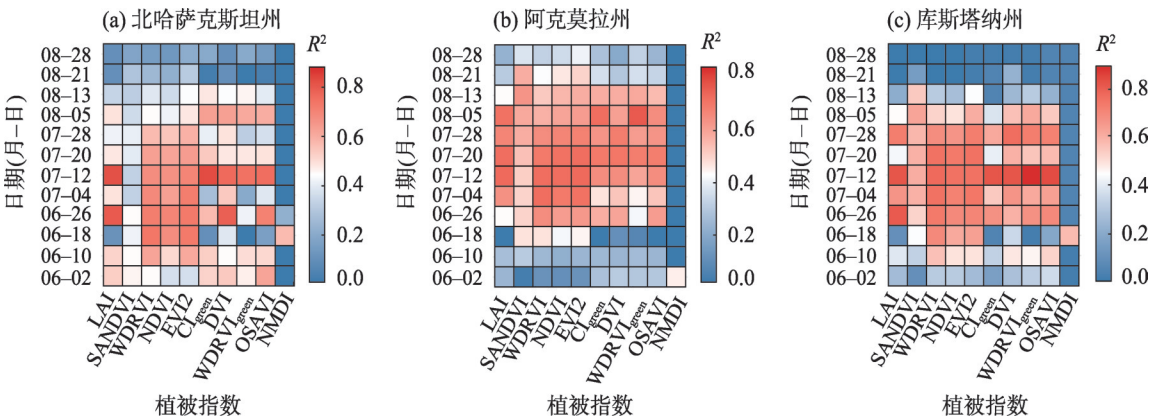 (a) 北哈萨克斯坦州
08–28
08–21
08–13
08–05
07–28
07–20
07–12
07–04
06–26
06–18
06–10
06–02
日期(月–日)
LAI
SANDVI
WDRVI
NDVI
EVI2
CIgreen
DVI
WDRVIgreen
OSAVI
NMDI
植被指数
R²
0.8
0.6
0.4
0.2
0.0
(b) 阿克莫拉州
08–28
08–21
08–13
08–05
07–28
07–20
07–12
07–04
06–26
06–18
06–10
06–02
日期(月–日)
LAI
SANDVI
WDRVI
NDVI
EVI2
CIgreen
DVI
WDRVIgreen
OSAVI
NMDI
植被指数
R²
0.8
0.6
0.4
0.2
0.0
(c) 库斯塔纳州
08–28
08–21
08–13
08–05
07–28
07–20
07–12
07–04
06–26
06–18
06–10
06–02
日期(月–日)
LAI
SANDVI
WDRVI
NDVI
EVI2
CIgreen
DVI
WDRVIgreen
OSAVI
NMDI
植被指数
R²
0.8
0.6
0.4
0.2
0.0